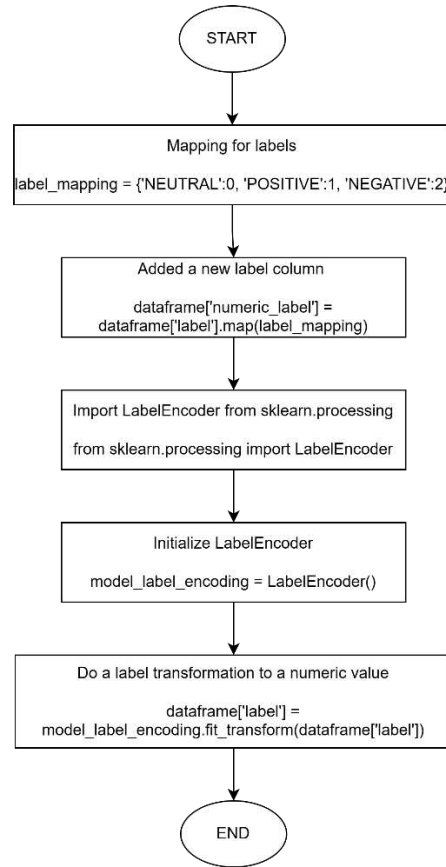 START
Mapping for labels
label_mapping = {'NEUTRAL':0, 'POSITIVE':1, 'NEGATIVE':2}
Added a new label column
dataframe['numeric_label'] =
dataframe['label'].map(label_mapping)
Import LabelEncoder from sklearn.processing
from sklearn.processing import LabelEncoder
Initialize LabelEncoder
model_label_encoding = LabelEncoder()
Do a label transformation to a numeric value
dataframe['label'] =
model_label_encoding.fit_transform(dataframe['label'])
END